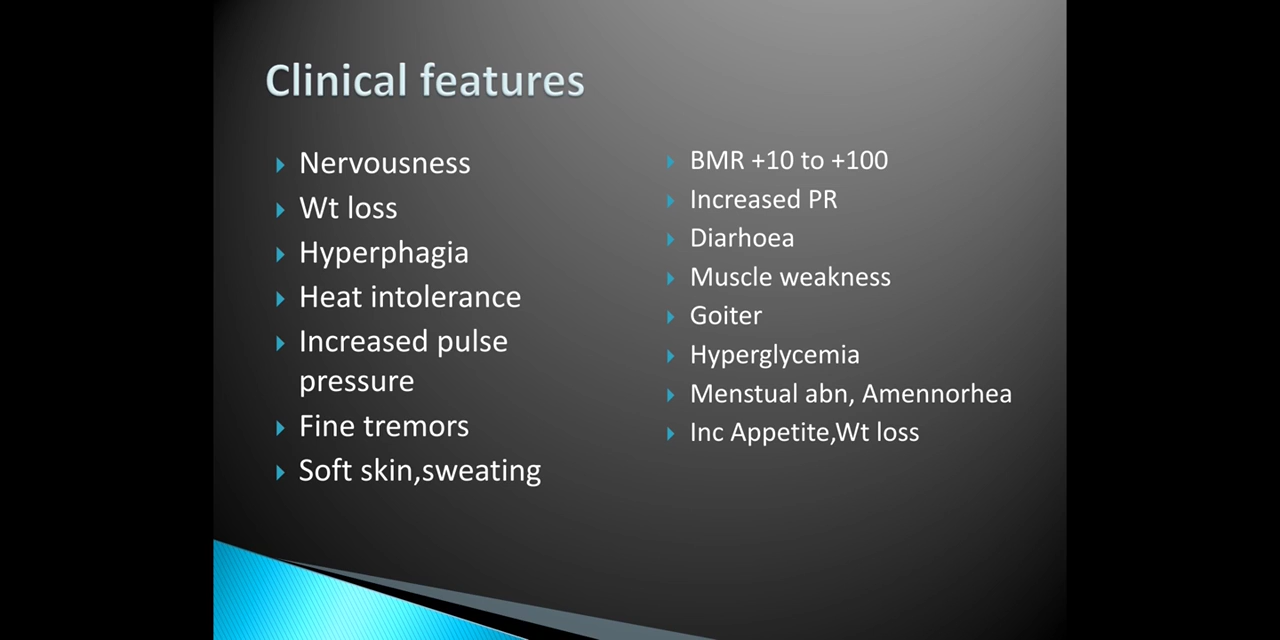 Clinical features
Nervousness
Wt loss
Hyperphagia
Heat intolerance
Increased pulse
pressure
Fine tremors
Soft skin,sweating
BMR +10 to +100
Increased PR
Diarhoea
Muscle weakness
Goiter
Hyperglycemia
Menstual abn, Amennorhea
Inc Appetite,Wt loss